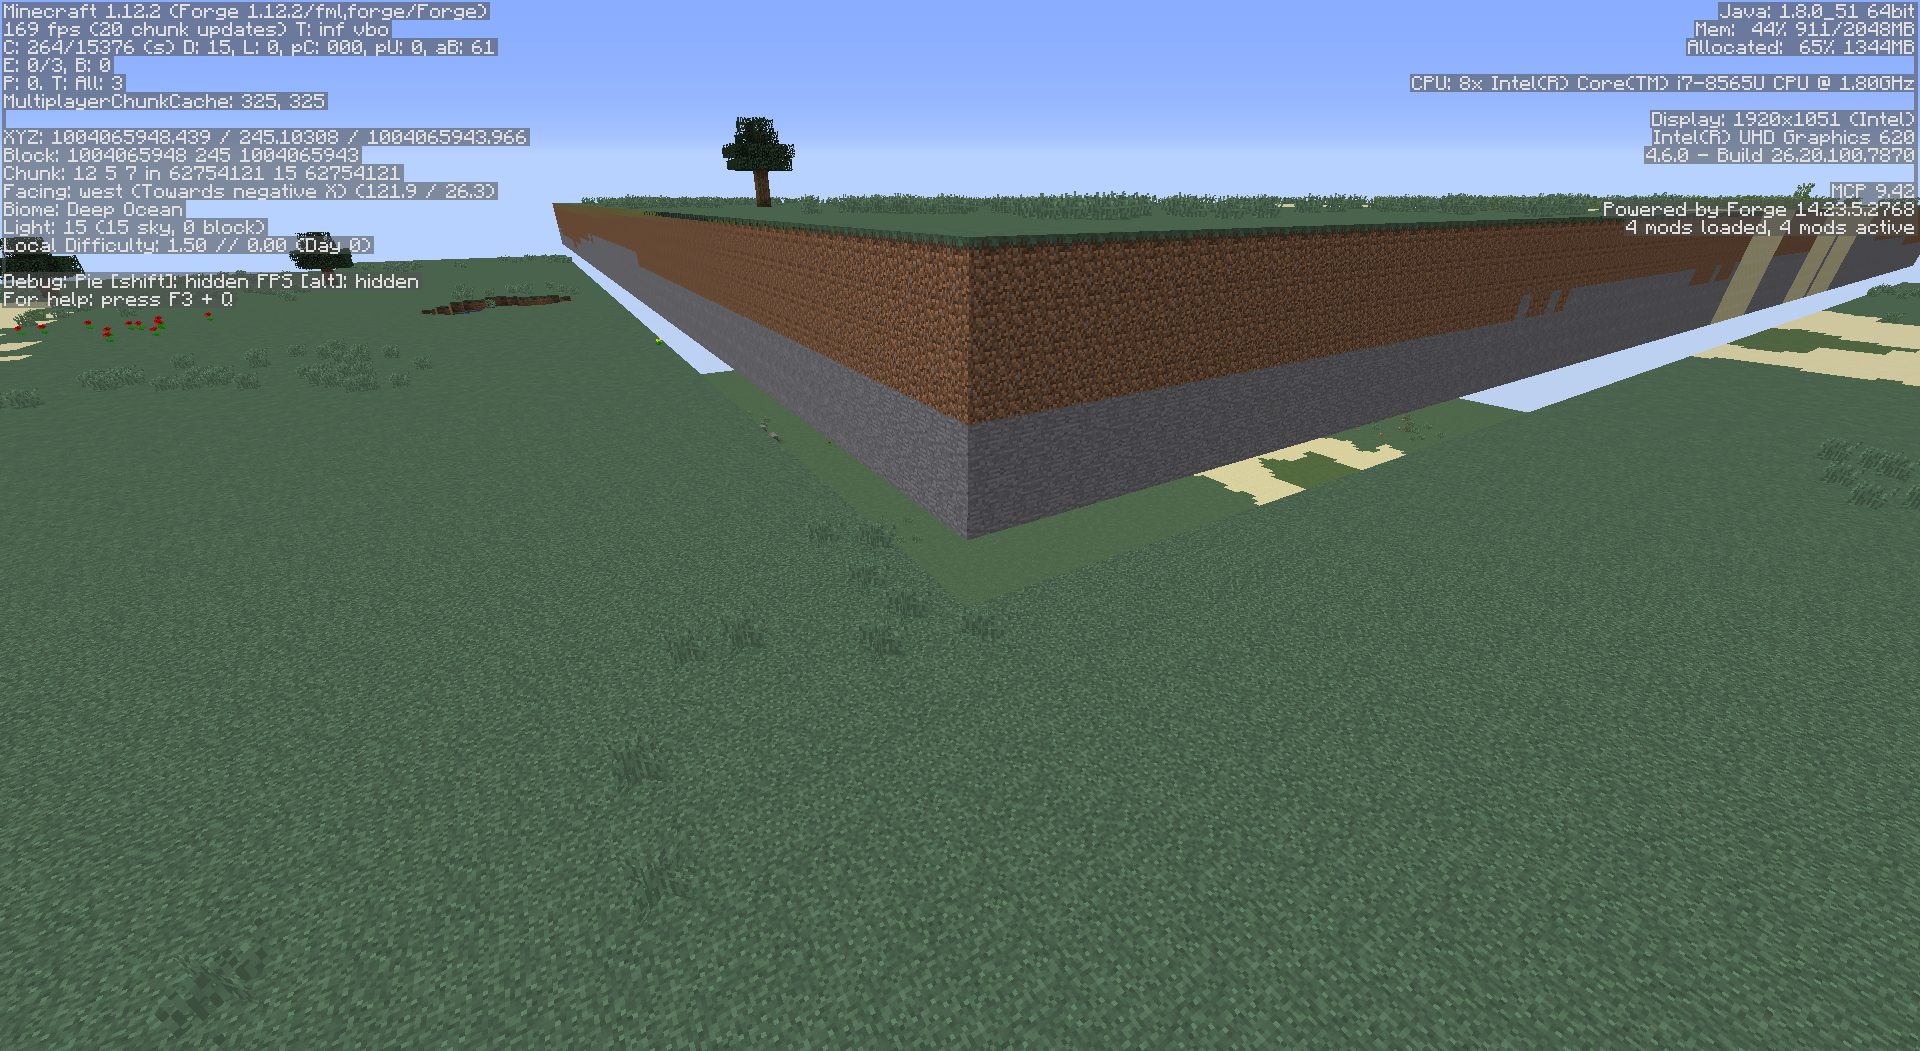 Minecraft 1.12.2 (Forge 1.12.2/fml,forge/Forge)
169 fps (20 chunk updates) T: inf vbo
C: 264/15376 (s) D: 15, L: 0, pC: 000, pU: 0, aB: 61
E: 0/3, B: 0
P: 0. T: All: 3
MultiplayerChunkCache: 325, 325
XYZ: 1004065948.439 / 245.10308 / 1004065943.966
Block: 1004065948 245 1004065943
Chunk: 12 5 7 in 62754121 15 62754121
Facing: west (Towards negative X) (121.9 / 26.3)
Biome: Deep Ocean
Light: 15 (15 sky, 0 block)
Local Difficulty: 1.50 // 0.00 (Day 0)
Debug: Pie [shift]: hidden FPS [alt]: hidden
For help: press F3 + Q
Java: 1.8.0_51 64bit
Mem: 44% 911/2048MB
Allocated: 65% 1344MB
CPU: 8x Intel(R) Core(TM) i7-8565U CPU @ 1.80GHz
Display: 1920x1051 (Intel)
Intel(R) UHD Graphics 620
4.6.0 - Build 26.20.100.7870
MCP 9.42
Powered by Forge 14.23.5.2768
4 mods loaded, 4 mods active